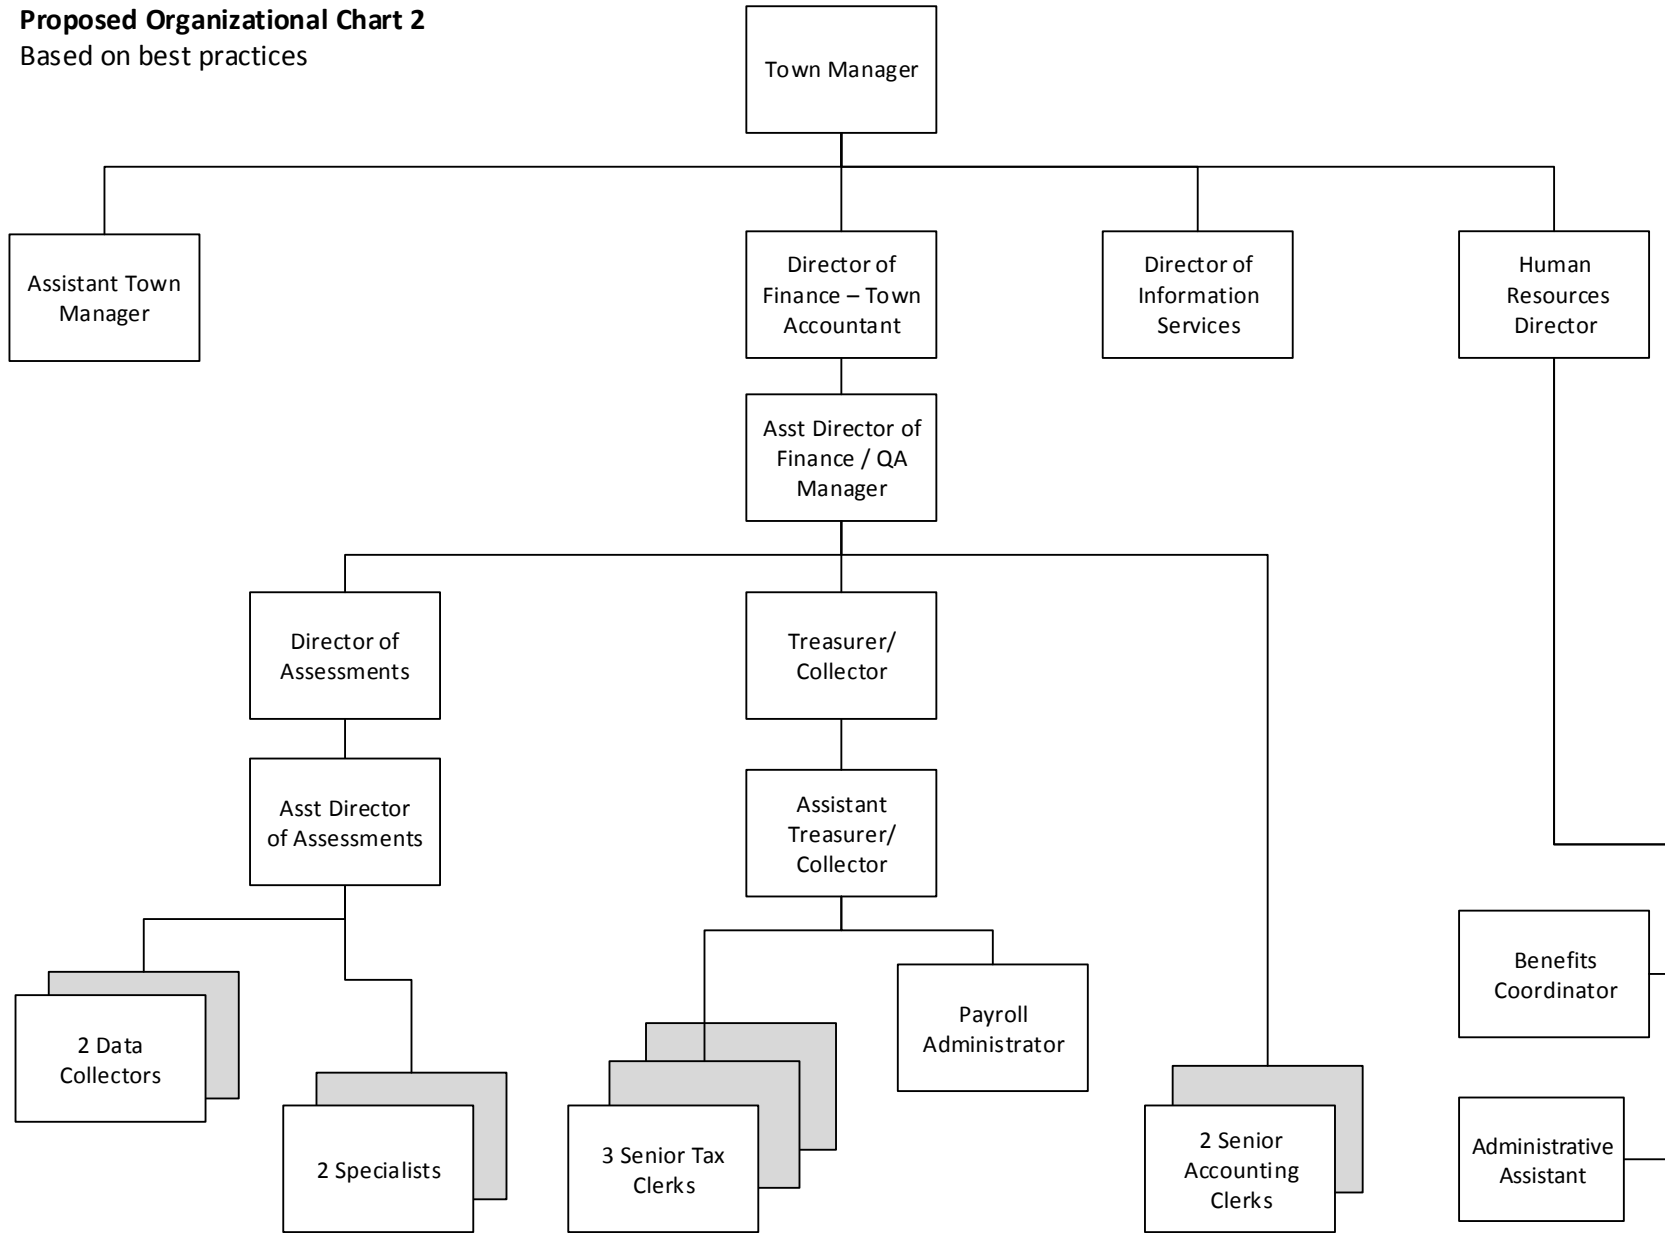 Proposed Organizational Chart 2
Based on best practices
Town Manager
Assistant Town
Manager
Director of
Finance – Town
Accountant
Director of
Information
Services
Human
Resources
Director
Asst Director of
Finance / QA
Manager
Director of
Assessments
Treasurer/
Collector
Asst Director
of Assessments
Assistant
Treasurer/
Collector
2 Data
Collectors
2 Specialists
3 Senior Tax
Clerks
Payroll
Administrator
2 Senior
Accounting
Clerks
Benefits
Coordinator
Administrative
Assistant